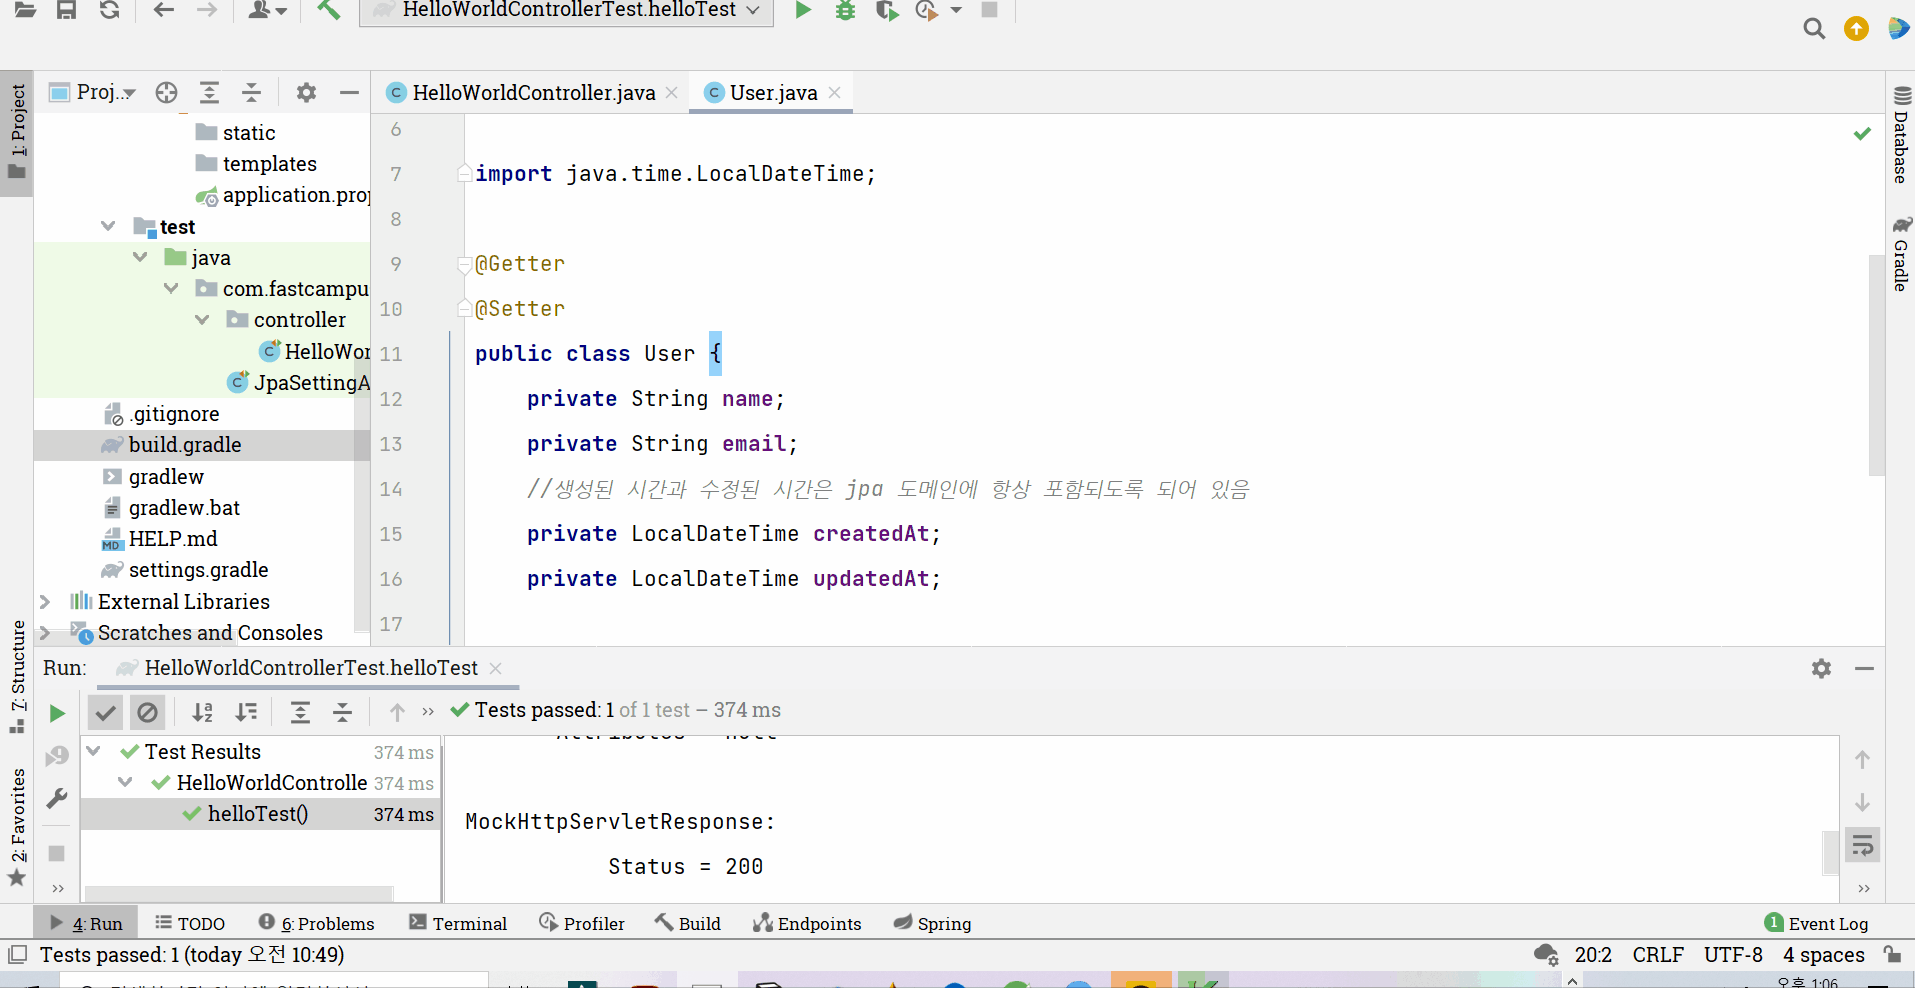 HelloWorldControllerTest.helloTest
1: Project
Proj...
HelloWorldController.java
User.java
static
templates
application.pro
test
java
com.fastcampu
controller
HelloWor
JpaSettingA
.gitignore
build.gradle
gradlew
gradlew.bat
HELP.md
settings.gradle
External Libraries
Scratches and Consoles
6
7 import java.time.LocalDateTime;
8
9 @Getter
10 @Setter
11 public class User {
12 private String name;
13 private String email;
14 //생성된 시간과 수정된 시간은 jpa 도메인에 항상 포함되도록 되어 있음
15 private LocalDateTime createdAt;
16 private LocalDateTime updatedAt;
17
Database
Gradle
7: Structure
2: Favorites
Run: HelloWorldControllerTest.helloTest
Tests passed: 1 of 1 test – 374 ms
Test Results 374 ms
HelloWorldControlle 374 ms
helloTest() 374 ms
MockHttpServletResponse:
Status = 200
4: Run TODO 6: Problems Terminal Profiler Build Endpoints Spring 1 Event Log
Tests passed: 1 (today 오전 10:49) 20:2 CRLF UTF-8 4 spaces
오후 1:06